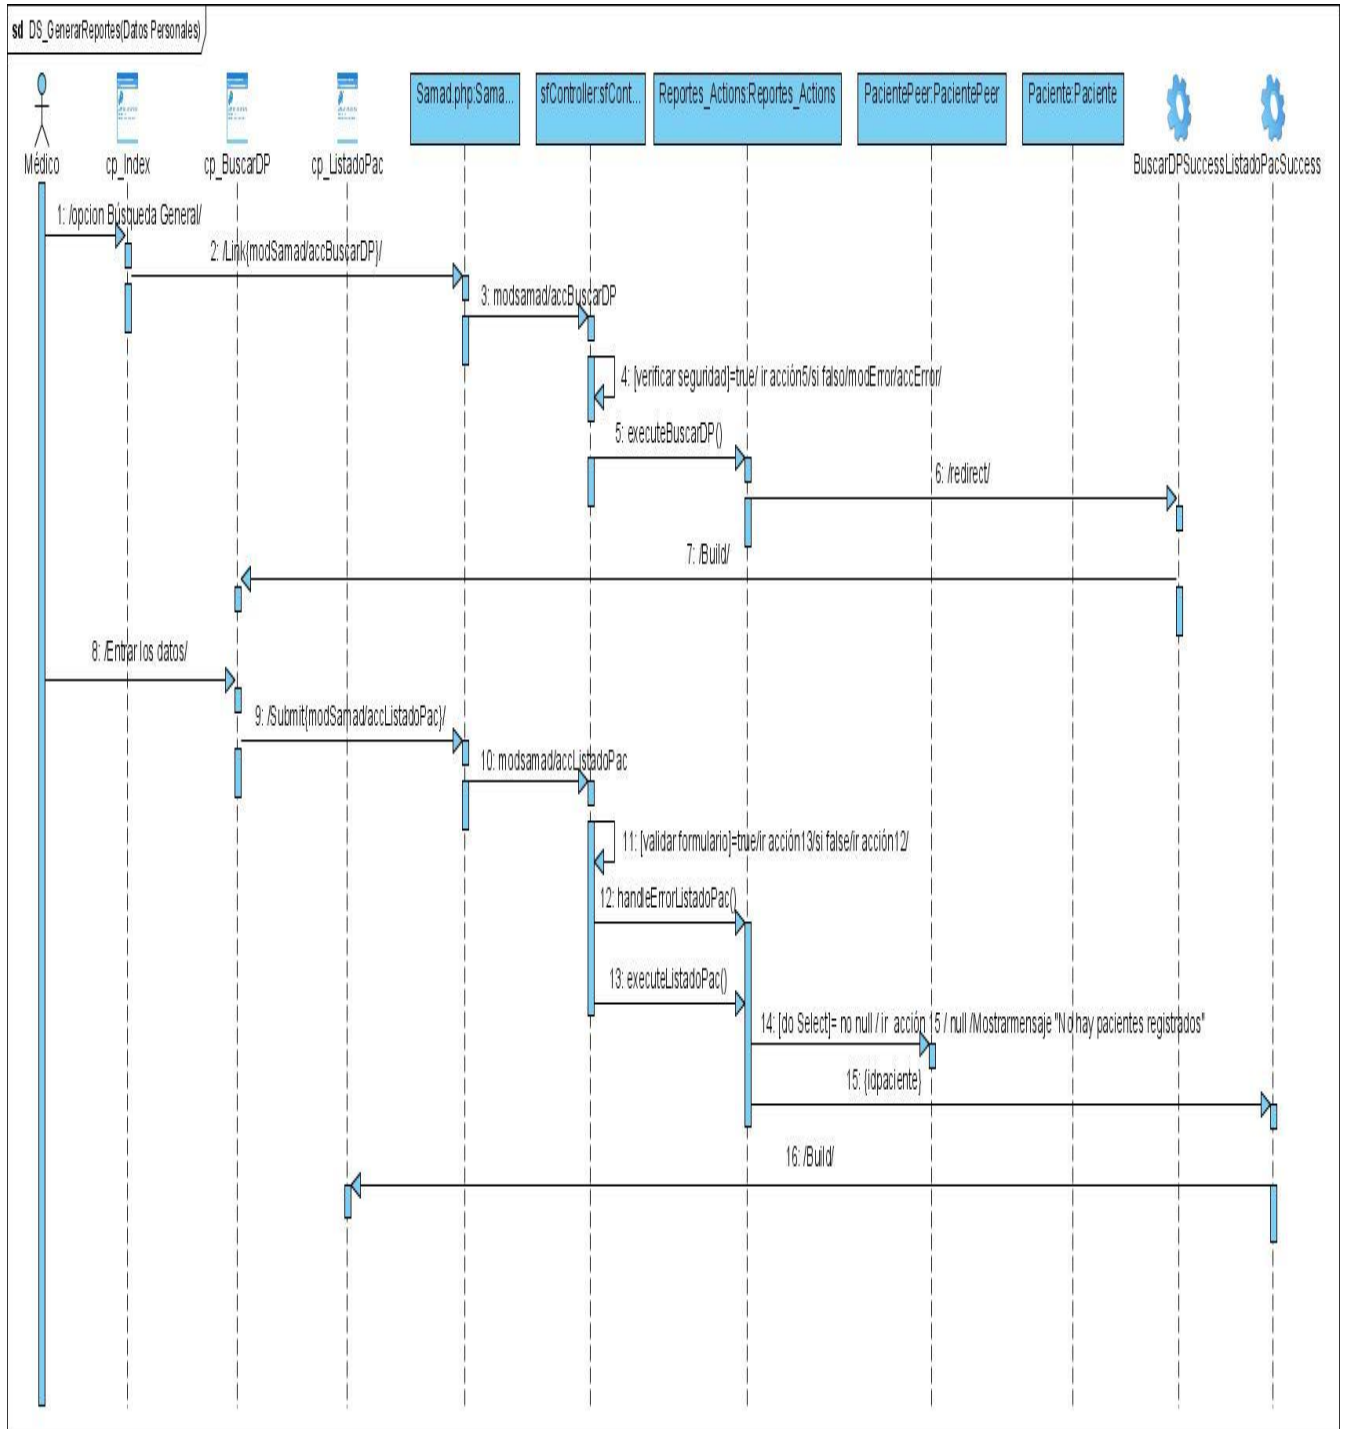 sd DS_GenerarReportes(Datos Personales)
Médico
cp_Index
cp_BuscarDP
cp_ListadoPac
Samad.php:Sama...
sfController:sfCont...
Reportes_Actions:Reportes_Actions
PacientePeer:PacientePeer
Paciente:Paciente
BuscarDPSuccess
ListadoPacSuccess
1: /opcion Búsqueda General/
2: /Link{modSamad/accBuscarDP}/
3: modsamad/accBuscarDP
4: [verificar seguridad]=true/ ir acción5/si falso/modError/accError/
5: executeBuscarDP()
6: /redirect/
7: /Build/
8: /Entrar los datos/
9: /Submit{modSamad/accListadoPac}/
10: modsamad/accListadoPac
11: [validar formulario]=true/ir acción13/si false/ir acción12/
12: handleErrorListadoPac()
13: executeListadoPac()
14: [do Select]= no null / ir acción 15 / null /Mostrarmensaje "No hay pacientes registrados"
15: {idpaciente}
16: /Build/